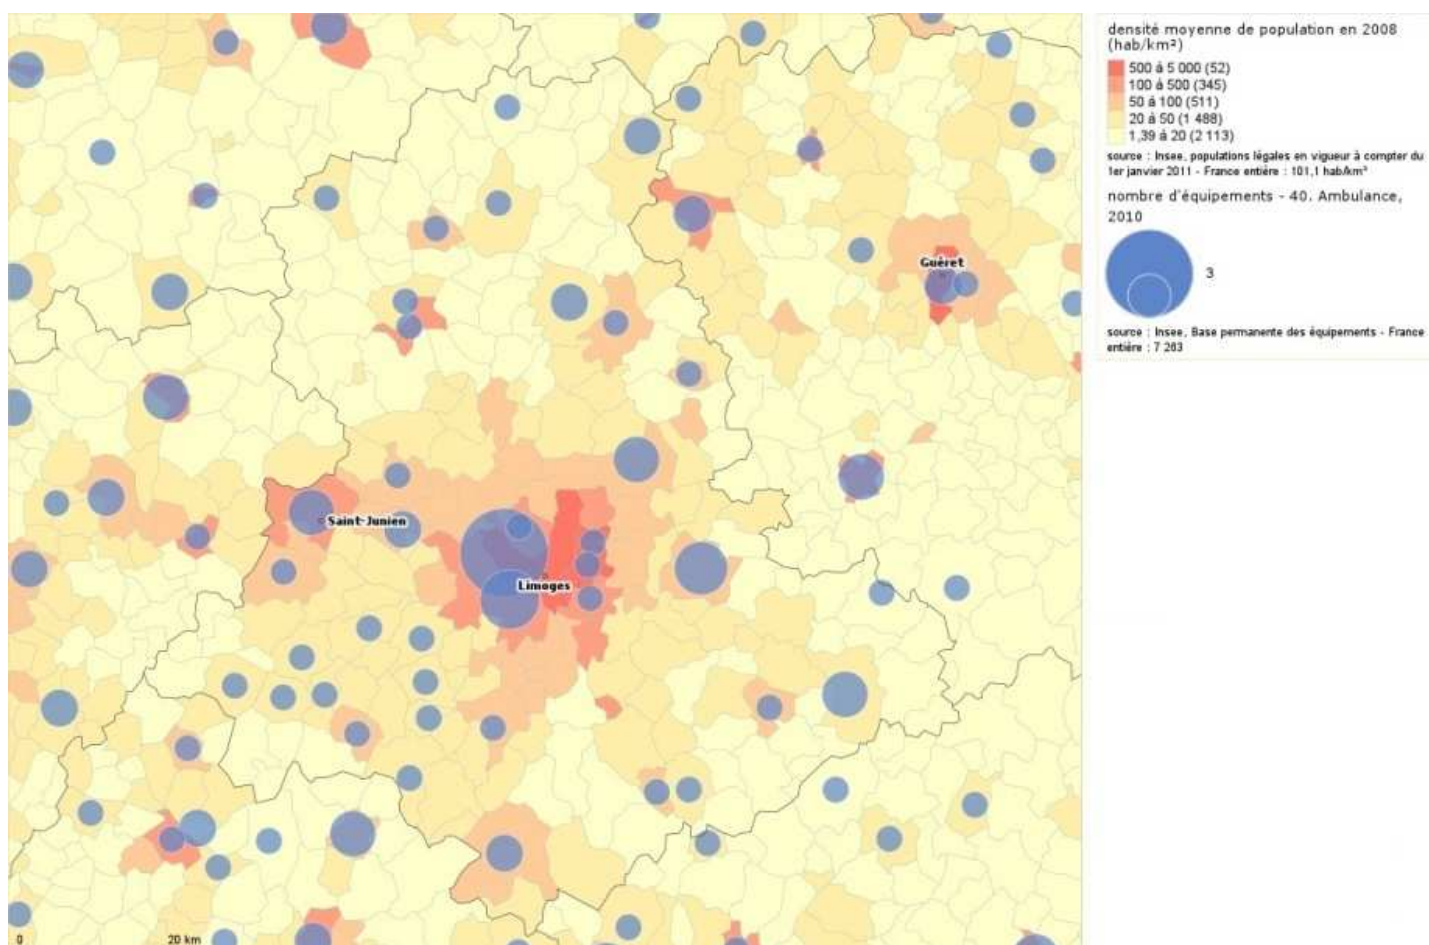 densité moyenne de population en 2008
(hab/km²)
500 à 5 000 (52)
100 à 500 (345)
50 à 100 (511)
20 à 50 (1 488)
1,39 à 20 (2 113)
source : Insee, populations légales en vigueur à compter du
1er janvier 2011 - France entière : 101,1 hab/km²
nombre d'équipements - 40. Ambulance,
2010
3
source : Insee, Base permanente des équipements - France
entière : 7 263
Guéret
Saint-Junien
Limoges
0 20 km